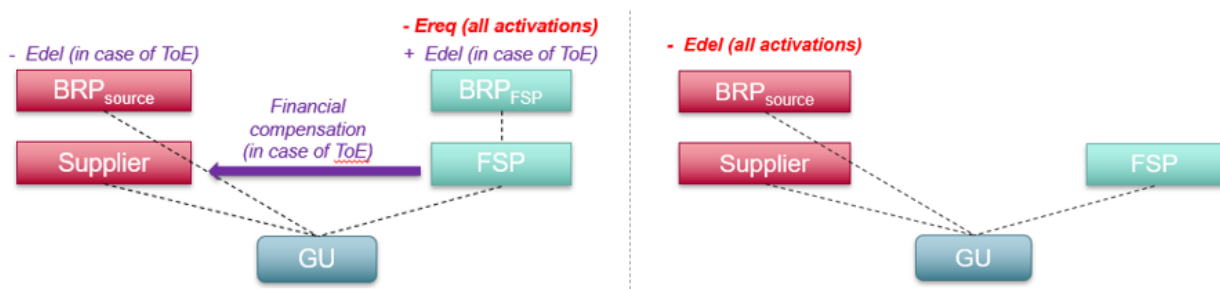 - Ereq (all activations)
- Edel (in case of ToE)
+ Edel (in case of ToE)
BRPsource
BRPFSP
Financial
compensation
(in case of ToE)
Supplier
FSP
GU
- Edel (all activations)
BRPsource
Supplier
FSP
GU